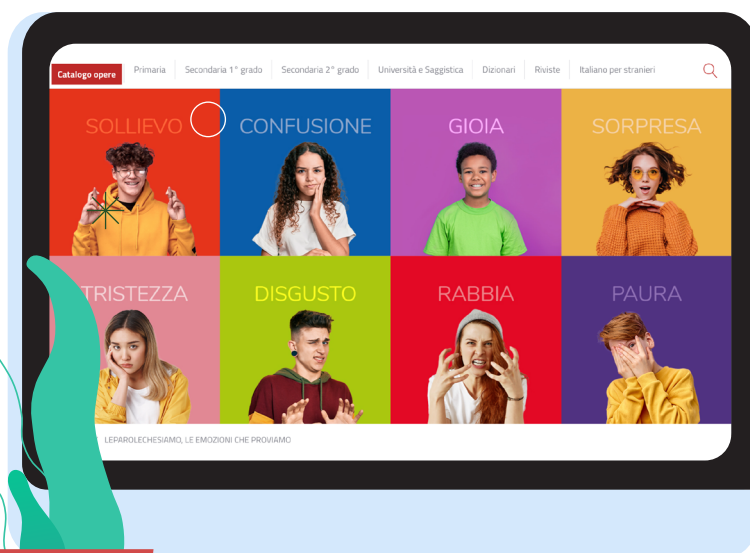 Catalogo opere Primaria Secondaria 1° grado Secondaria 2° grado Università e Saggistica Dizionari Riviste Italiano per stranieri
SOLLIEVO CONFUSIONE GIOIA SORPRESA
TRISTEZZA DISGUSTO RABBIA PAURA
LEPAROLECHESIAMO, LE EMOZIONI CHE PROVIAMO